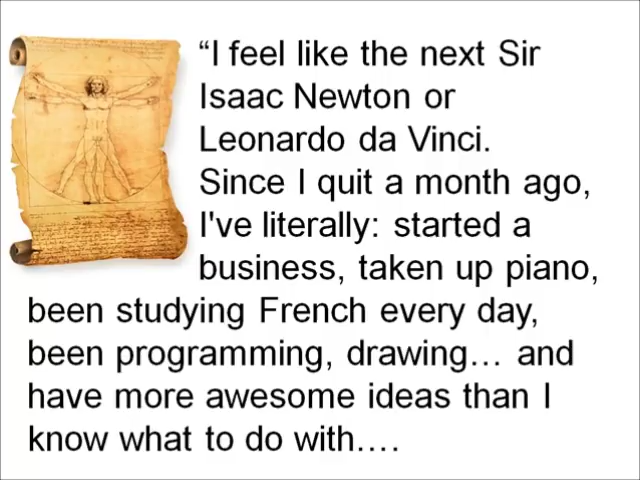 “I feel like the next Sir
Isaac Newton or
Leonardo da Vinci.
Since I quit a month ago,
I've literally: started a
business, taken up piano,
been studying French every day,
been programming, drawing… and
have more awesome ideas than I
know what to do with….